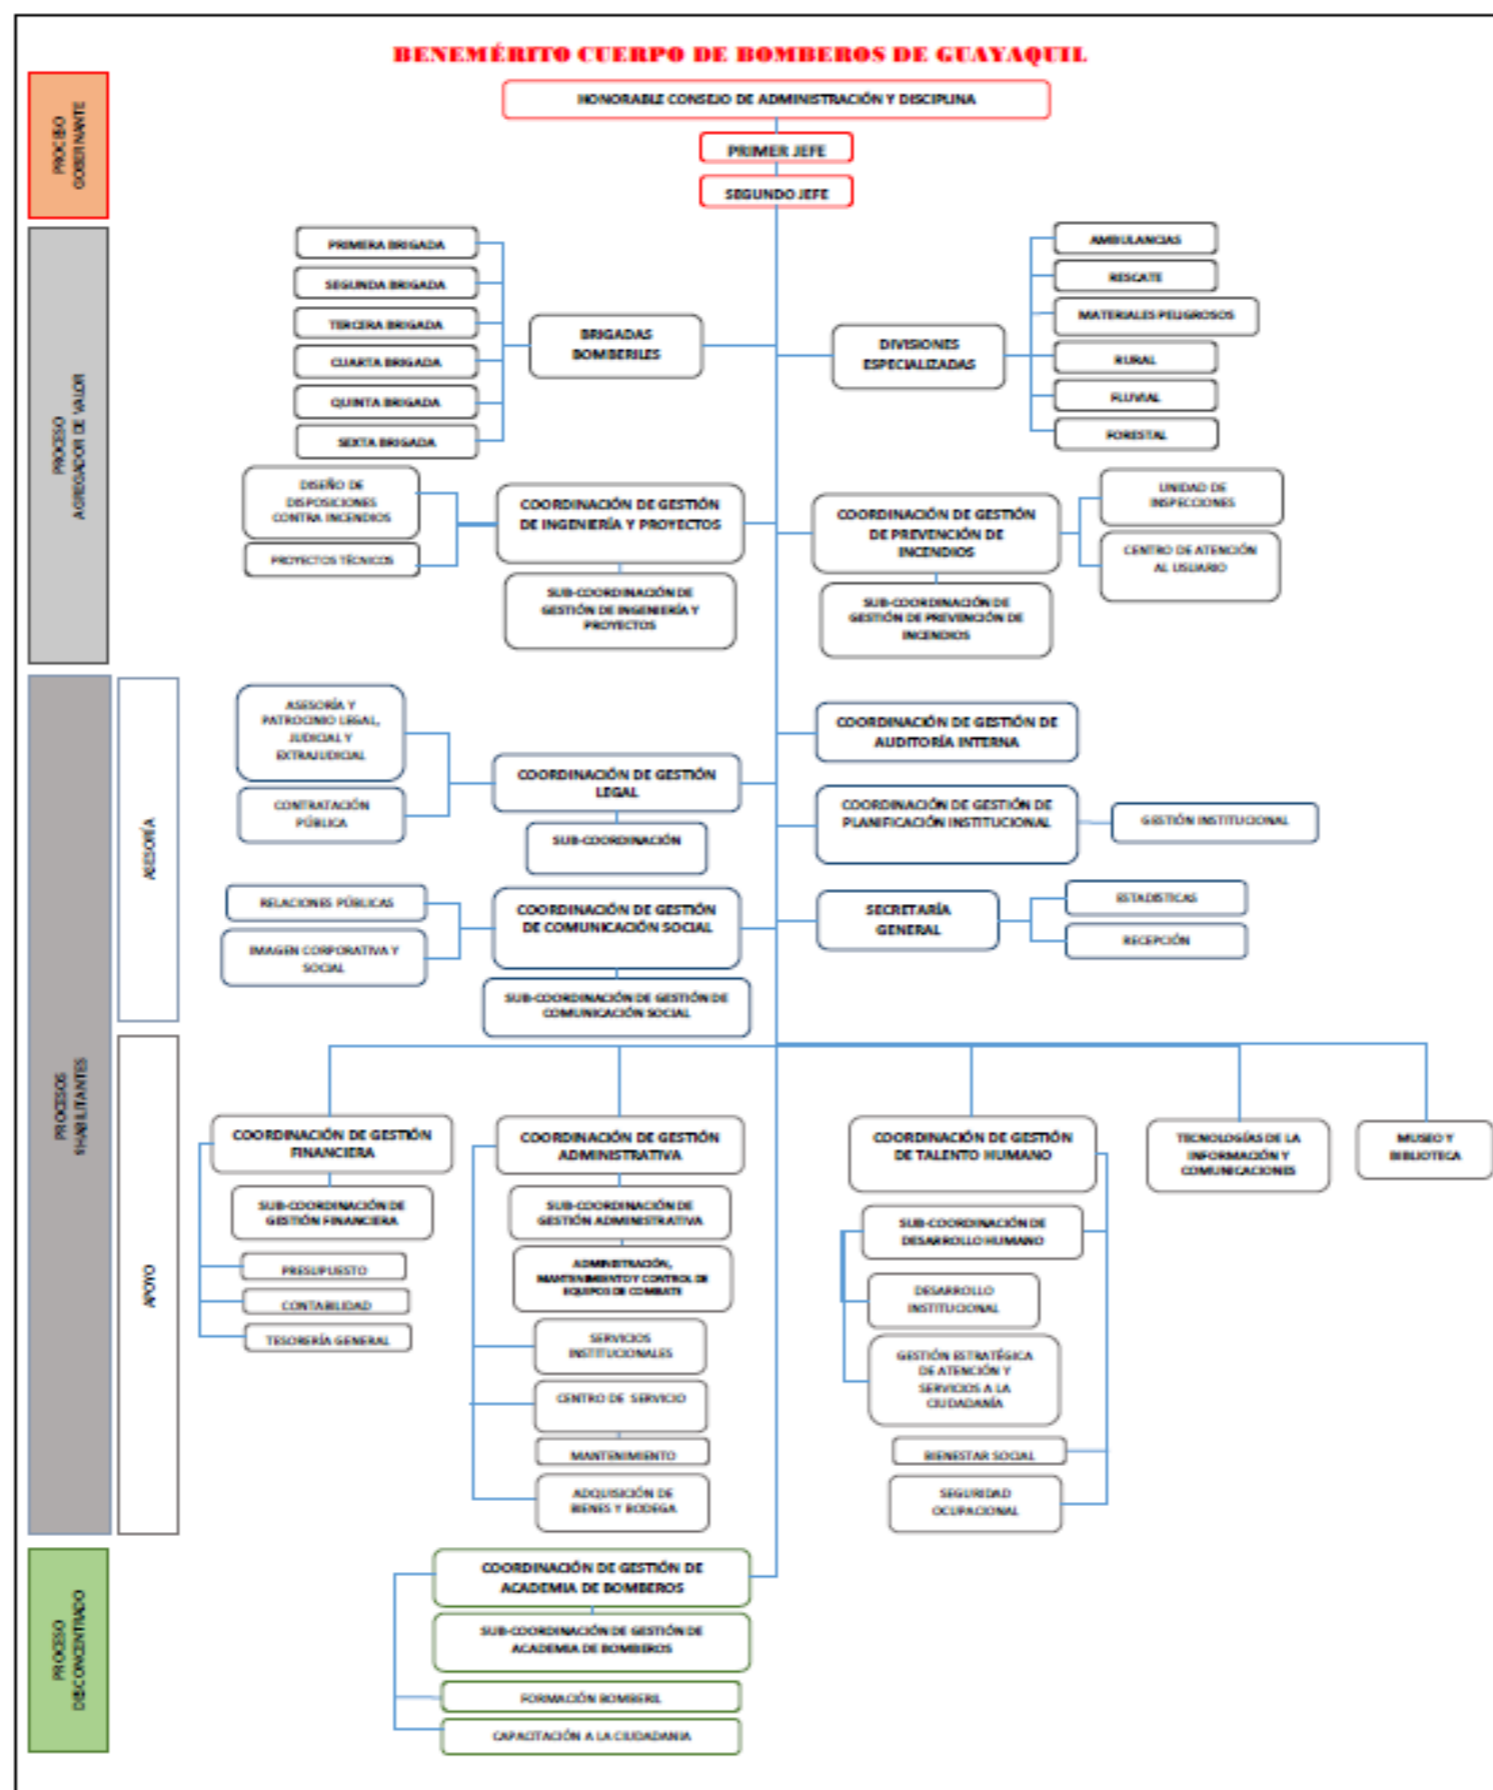 BENEMÉRITO CUERPO DE BOMBEROS DE GUAYAQUIL
PROCESO
GOBERNANTE
HONORABLE CONSEJO DE ADMINISTRACIÓN Y DISCIPLINA
PRIMER JEFE
SEGUNDO JEFE
PROCESO
AGREGADOR DE VALOR
PRIMERA BRIGADA
SEGUNDA BRIGADA
TERCERA BRIGADA
CUARTA BRIGADA
QUINTA BRIGADA
SEXTA BRIGADA
BRIGADAS
BOMBERILES
DIVISIONES
ESPECIALIZADAS
AMBULANCIAS
RESCATE
MATERIALES PELIGROSOS
RURAL
FLUVIAL
FORESTAL
DISEÑO DE
DISPOSICIONES
CONTRA INCENDIOS
PROYECTOS TÉCNICOS
COORDINACIÓN DE GESTIÓN
DE INGENIERÍA Y PROYECTOS
SUB-COORDINACIÓN DE
GESTIÓN DE INGENIERÍA Y
PROYECTOS
COORDINACIÓN DE GESTIÓN
DE PREVENCIÓN DE
INCENDIOS
SUB-COORDINACIÓN DE
GESTIÓN DE PREVENCIÓN DE
INCENDIOS
UNIDAD DE
INSPECCIONES
CENTRO DE ATENCIÓN
AL USUARIO
PROCESOS
SHABILITANTES
ASESORÍA
ASESORÍA Y
PATROCINIO LEGAL,
JUDICIAL Y
EXTRAJUDICIAL
CONTRATACIÓN
PÚBLICA
COORDINACIÓN DE GESTIÓN
LEGAL
SUB-COORDINACIÓN
RELACIONES PÚBLICAS
IMAGEN CORPORATIVA Y
SOCIAL
COORDINACIÓN DE GESTIÓN
DE COMUNICACIÓN SOCIAL
SUB-COORDINACIÓN DE GESTIÓN DE
COMUNICACIÓN SOCIAL
COORDINACIÓN DE GESTIÓN DE
AUDITORÍA INTERNA
COORDINACIÓN DE GESTIÓN DE
PLANIFICACIÓN INSTITUCIONAL
GESTIÓN INSTITUCIONAL
SECRETARÍA
GENERAL
ESTADISTICAS
RECEPCIÓN
APOYO
COORDINACIÓN DE GESTIÓN
FINANCIERA
SUB-COORDINACIÓN DE
GESTIÓN FINANCIERA
PRESUPUESTO
CONTABILIDAD
TESORERÍA GENERAL
COORDINACIÓN DE GESTIÓN
ADMINISTRATIVA
SUB-COORDINACIÓN DE
GESTIÓN ADMINISTRATIVA
ADMINISTRACIÓN,
MANTENIMIENTO Y CONTROL DE
EQUIPOS DE COMBATE
SERVICIOS
INSTITUCIONALES
CENTRO DE SERVICIO
MANTENIMIENTO
ADQUISICIÓN DE
BIENES Y BODEGA
COORDINACIÓN DE GESTIÓN
DE TALENTO HUMANO
SUB-COORDINACIÓN DE
DESARROLLO HUMANO
DESARROLLO
INSTITUCIONAL
GESTIÓN ESTRATÉGICA
DE ATENCIÓN Y
SERVICIOS A LA
CIUDADANÍA
BIENESTAR SOCIAL
SEGURIDAD
OCUPACIONAL
TECNOLOGÍAS DE LA
INFORMACIÓN Y
COMUNICACIONES
MUSEO Y
BIBLIOTECA
PROCESO
DESCONCENTRADO
COORDINACIÓN DE GESTIÓN DE
ACADEMIA DE BOMBEROS
SUB-COORDINACIÓN DE GESTIÓN DE
ACADEMIA DE BOMBEROS
FORMACIÓN BOMBERIL
CAPACITACIÓN A LA CIUDADANIA